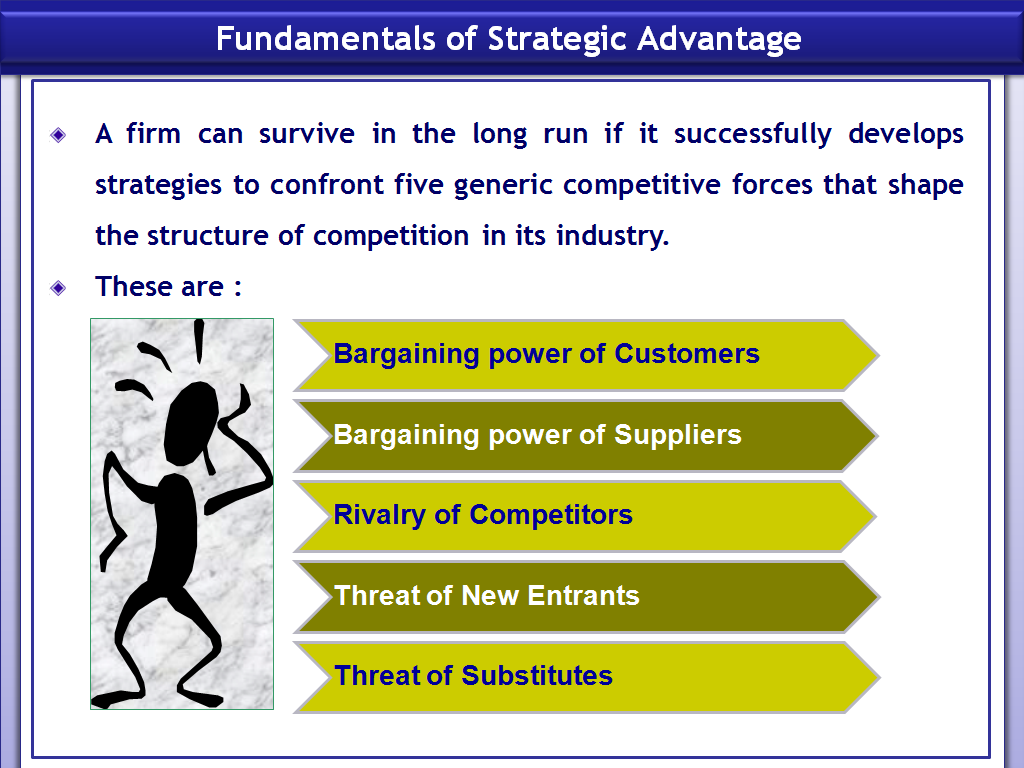 Fundamentals of Strategic Advantage
A firm can survive in the long run if it successfully develops
strategies to confront five generic competitive forces that shape
the structure of competition in its industry.
These are :
Bargaining power of Customers
Bargaining power of Suppliers
Rivalry of Competitors
Threat of New Entrants
Threat of Substitutes